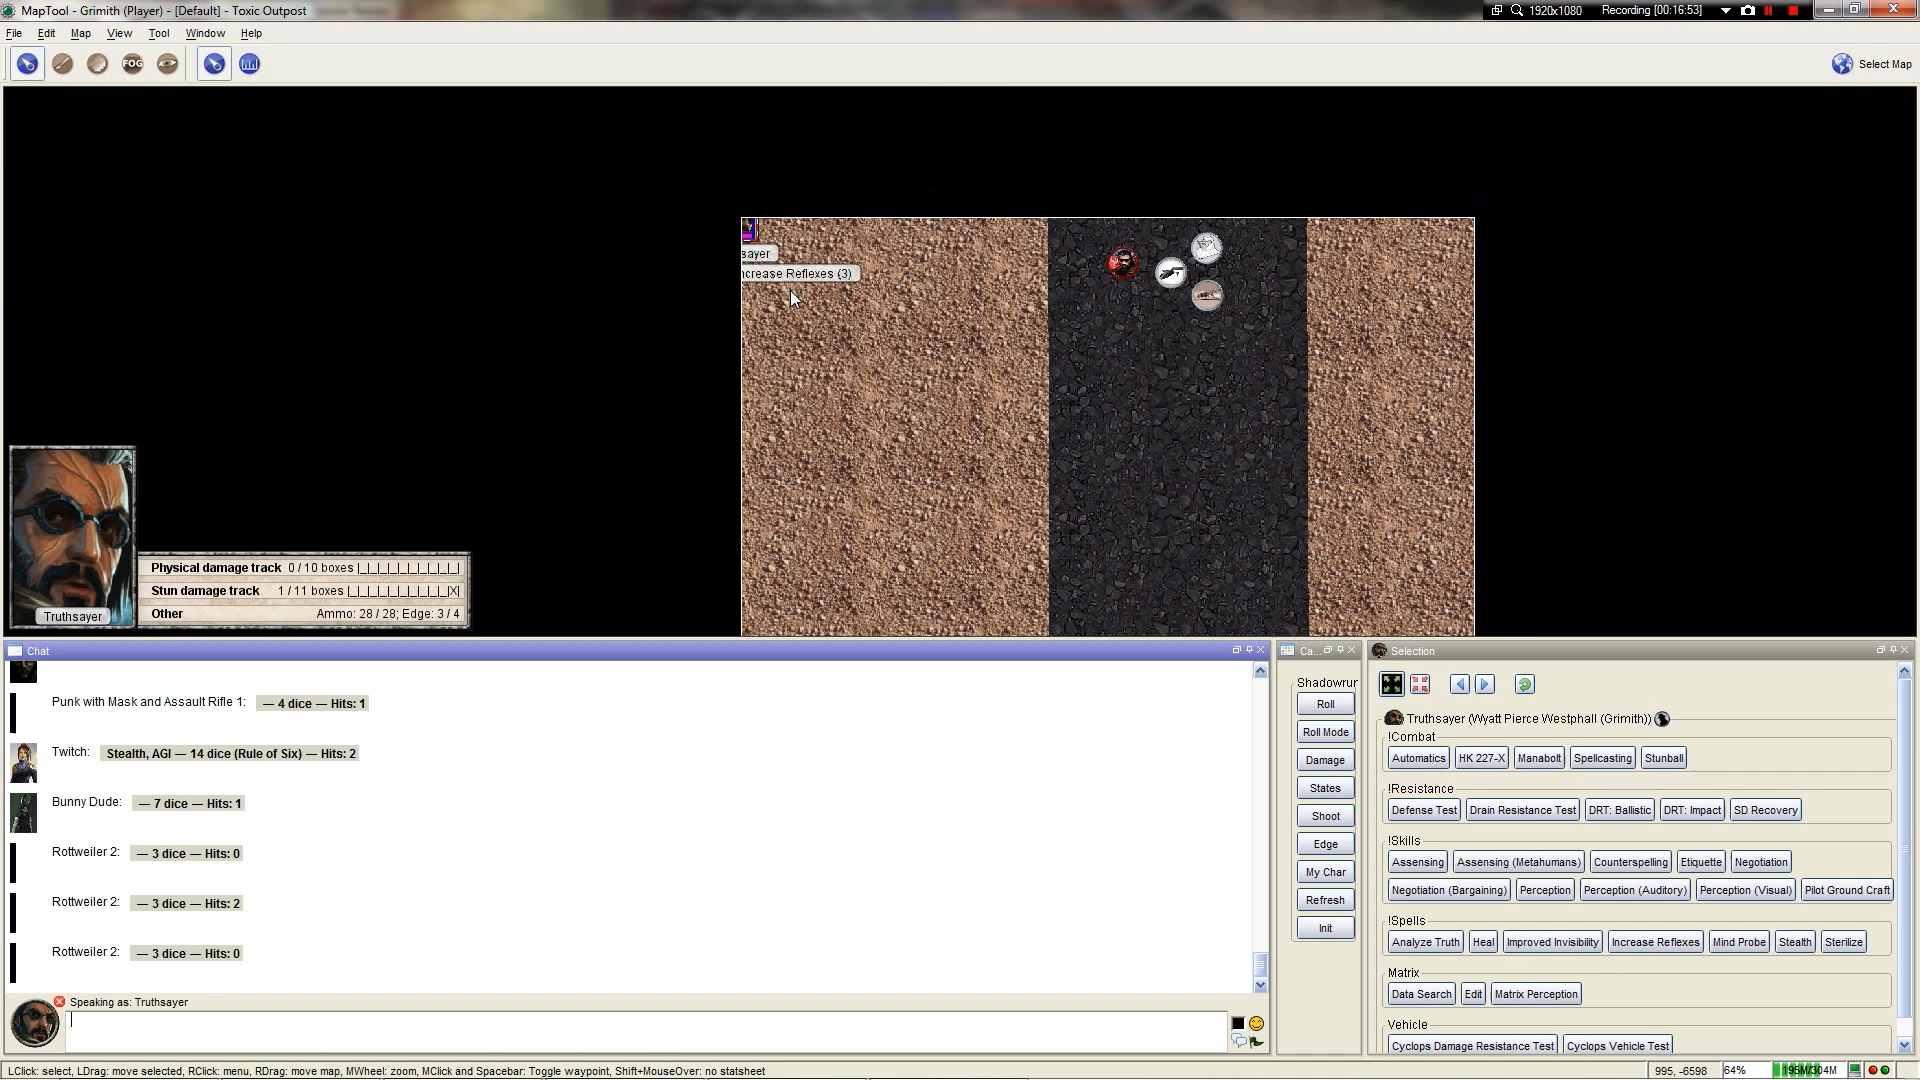 MapTool - Grimith (Player) - [Default] - Toxic Outpost
1920x1080
Recording [00:16:53]
File Edit Map View Tool Window Help
FOG
Select Map
sayer
ncrease Reflexes (3)
Physical damage track 0 / 10 boxes |_|_|_|_|_|_|_|_|_|_|
Stun damage track 1 / 11 boxes |_|_|_|_|_|_|_|_|_|_|X|
Other Ammo: 28 / 28; Edge: 3 / 4
Truthsayer
Chat
Punk with Mask and Assault Rifle 1: — 4 dice — Hits: 1
Twitch: Stealth, AGI — 14 dice (Rule of Six) — Hits: 2
Bunny Dude: — 7 dice — Hits: 1
Rottweiler 2: — 3 dice — Hits: 0
Rottweiler 2: — 3 dice — Hits: 2
Rottweiler 2: — 3 dice — Hits: 0
Speaking as: Truthsayer
Ca...
Shadowrur
Roll
Roll Mode
Damage
States
Shoot
Edge
My Char
Refresh
Init
Selection
Truthsayer (Wyatt Pierce Westphall (Grimith))
!Combat
Automatics HK 227-X Manabolt Spellcasting Stunball
!Resistance
Defense Test Drain Resistance Test DRT: Ballistic DRT: Impact SD Recovery
!Skills
Assensing Assensing (Metahumans) Counterspelling Etiquette Negotiation
Negotiation (Bargaining) Perception Perception (Auditory) Perception (Visual) Pilot Ground Craft
!Spells
Analyze Truth Heal Improved Invisibility Increase Reflexes Mind Probe Stealth Sterilize
Matrix
Data Search Edit Matrix Perception
Vehicle
Cyclops Damage Resistance Test Cyclops Vehicle Test
LClick: select, LDrag: move selected, RClick: menu, RDrag: move map, MWheel: zoom, MClick and Spacebar: Toggle waypoint, Shift+MouseOver: no statsheet
995, -6598
64%
195M/304M